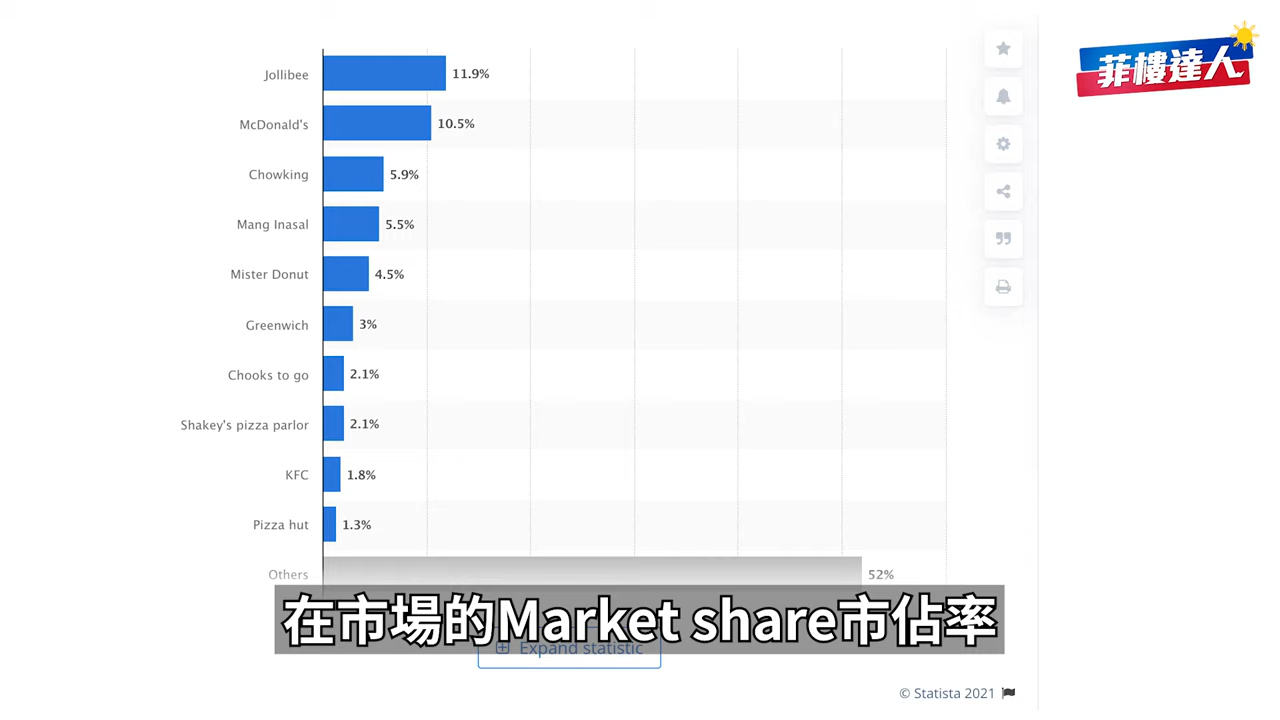 菲樓達人
Jollibee 11.9%
McDonald's 10.5%
Chowking 5.9%
Mang Inasal 5.5%
Mister Donut 4.5%
Greenwich 3%
Chooks to go 2.1%
Shakey's pizza parlor 2.1%
KFC 1.8%
Pizza hut 1.3%
Others 52%
在市場的Market share市佔率
Expand statistic
© Statista 2021